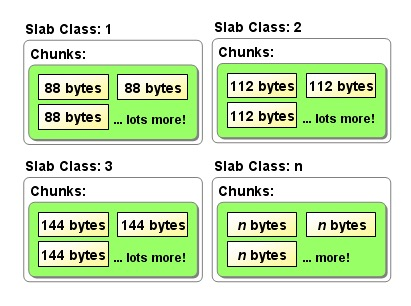 Slab Class: 1
Chunks:
88 bytes 88 bytes
88 bytes ... lots more!
Slab Class: 2
Chunks:
112 bytes 112 bytes
112 bytes ... lots more!
Slab Class: 3
Chunks:
144 bytes 144 bytes
144 bytes ... lots more!
Slab Class: n
Chunks:
n bytes n bytes
n bytes ... more!